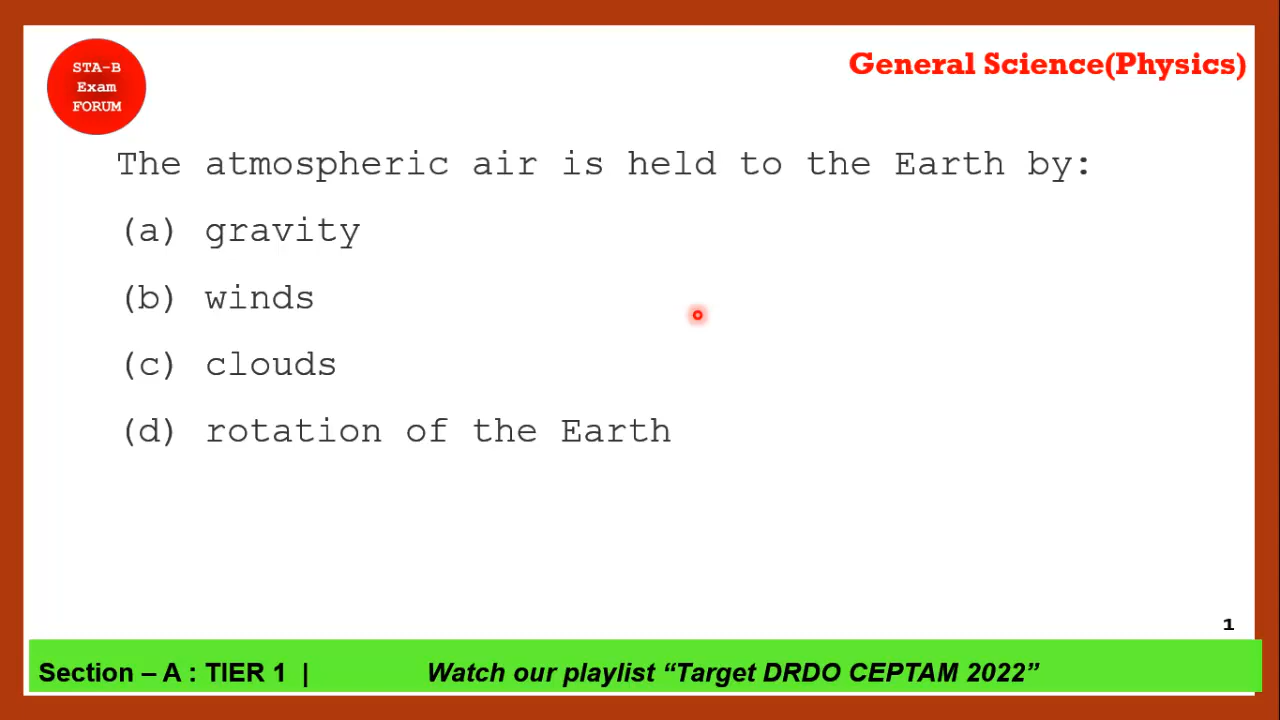 STA-B
Exam
FORUM
General Science(Physics)
The atmospheric air is held to the Earth by:
(a) gravity
(b) winds
(c) clouds
(d) rotation of the Earth
1
Section – A : TIER 1 | Watch our playlist “Target DRDO CEPTAM 2022”